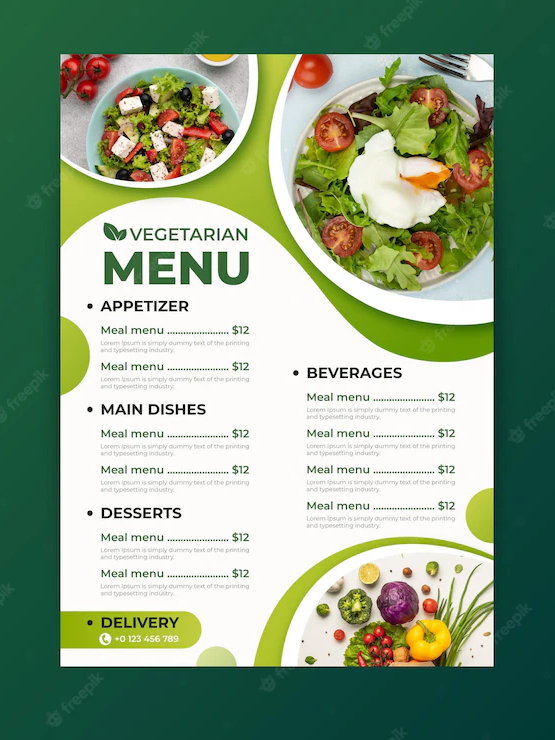 VEGETARIAN
MENU
APPETIZER
Meal menu ....................... $12
Lorem Ipsum is simply dummy text of the printing
and typesetting industry.
Meal menu ....................... $12
Lorem Ipsum is simply dummy text of the printing
and typesetting industry.
MAIN DISHES
Meal menu ....................... $12
Lorem Ipsum is simply dummy text of the printing
and typesetting industry.
Meal menu ....................... $12
Lorem Ipsum is simply dummy text of the printing
and typesetting industry.
DESSERTS
Meal menu ....................... $12
Lorem Ipsum is simply dummy text of the printing
and typesetting industry.
Meal menu ....................... $12
Lorem Ipsum is simply dummy text of the printing
and typesetting industry.
DELIVERY
+0 123 456 789
BEVERAGES
Meal menu ....................... $12
Lorem Ipsum is simply dummy text of the printing
and typesetting industry.
Meal menu ....................... $12
Lorem Ipsum is simply dummy text of the printing
and typesetting industry.
Meal menu ....................... $12
Lorem Ipsum is simply dummy text of the printing
and typesetting industry.
Meal menu ....................... $12
Lorem Ipsum is simply dummy text of the printing
and typesetting industry.
freepik
freepik
freepik
freepik
freepik
freepik